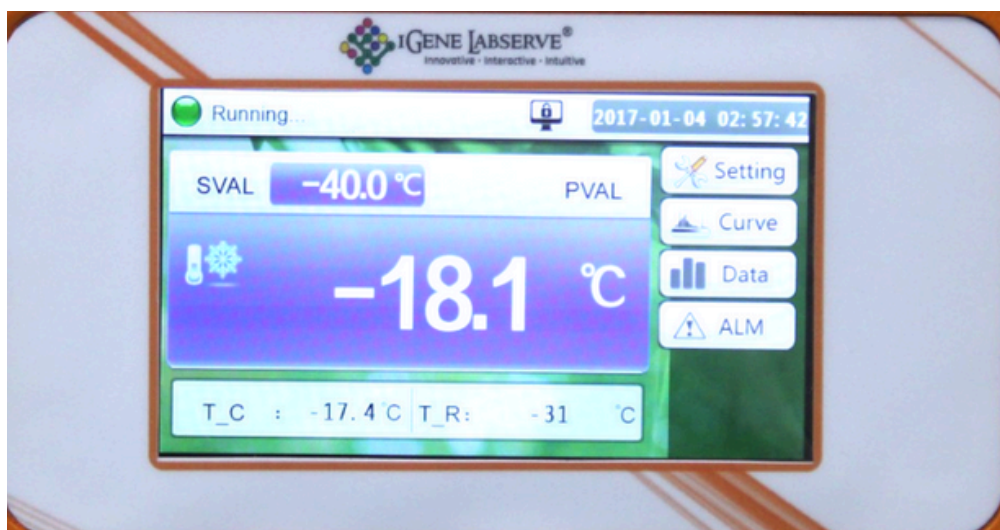 iGENE LABSERVE®
Innovative - Interactive - Intuitive
Running...
2017-01-04 02:57:42
SVAL -40.0 ℃ PVAL
-18.1 ℃
Setting
Curve
Data
ALM
T_C : -17.4℃ T_R: -31 ℃